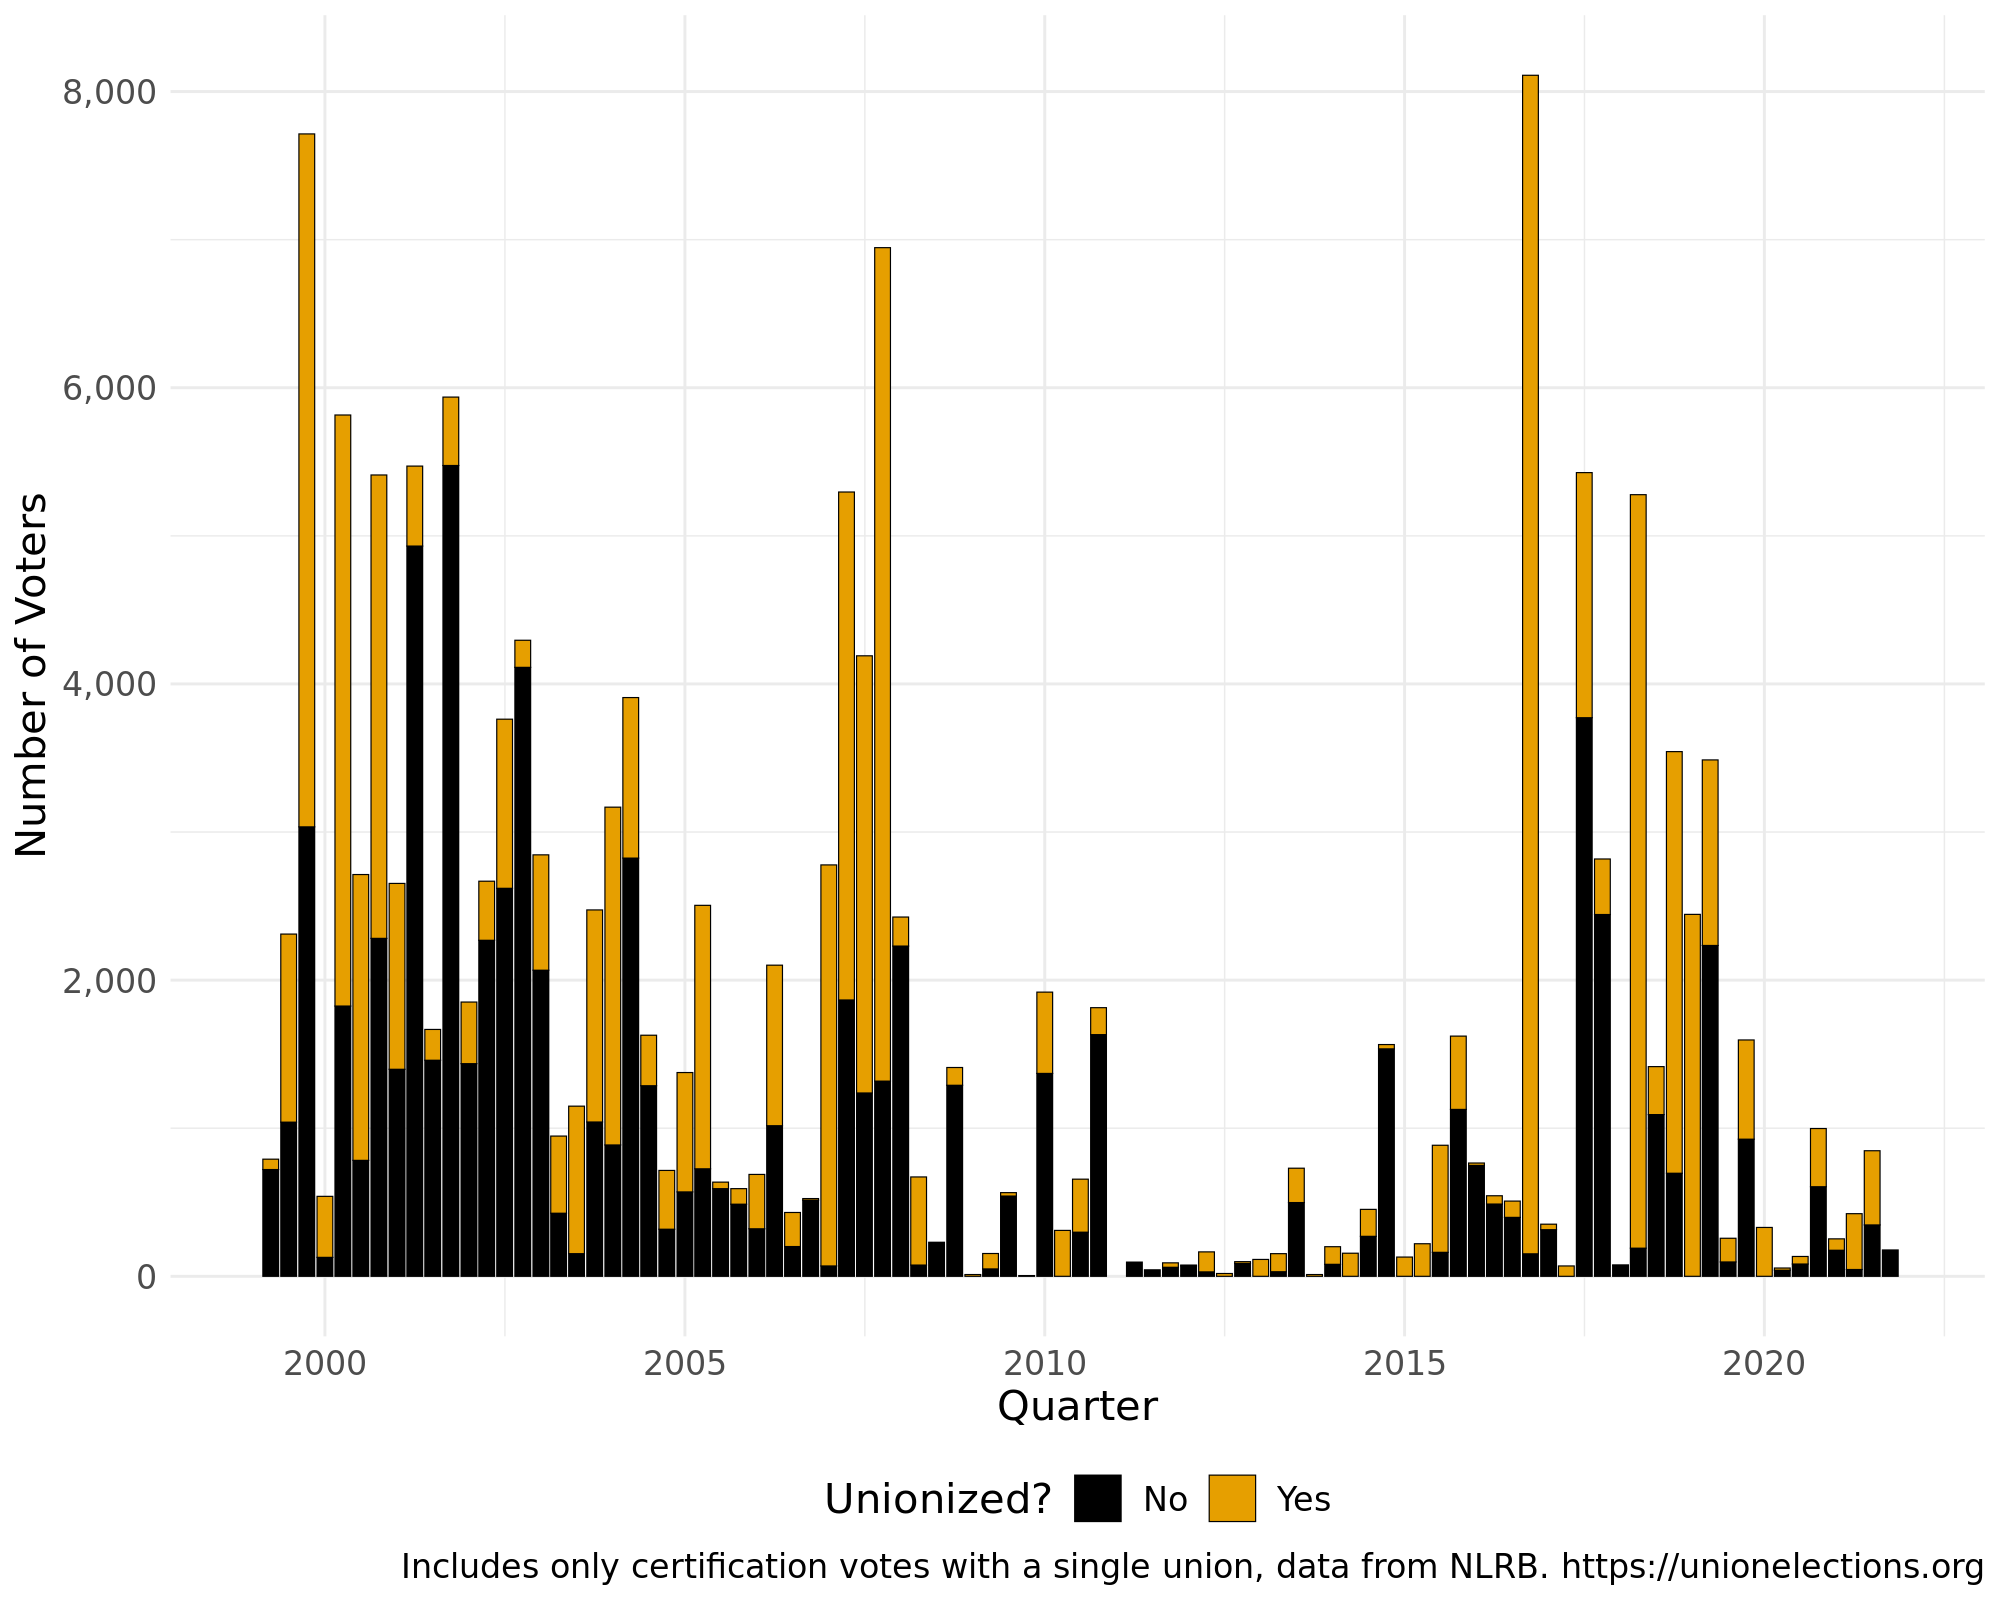 8,000
6,000
4,000
2,000
0
Number of Voters
2000 2005 2010 2015 2020
Quarter
Unionized? No Yes
Includes only certification votes with a single union, data from NLRB. https://unionelections.org